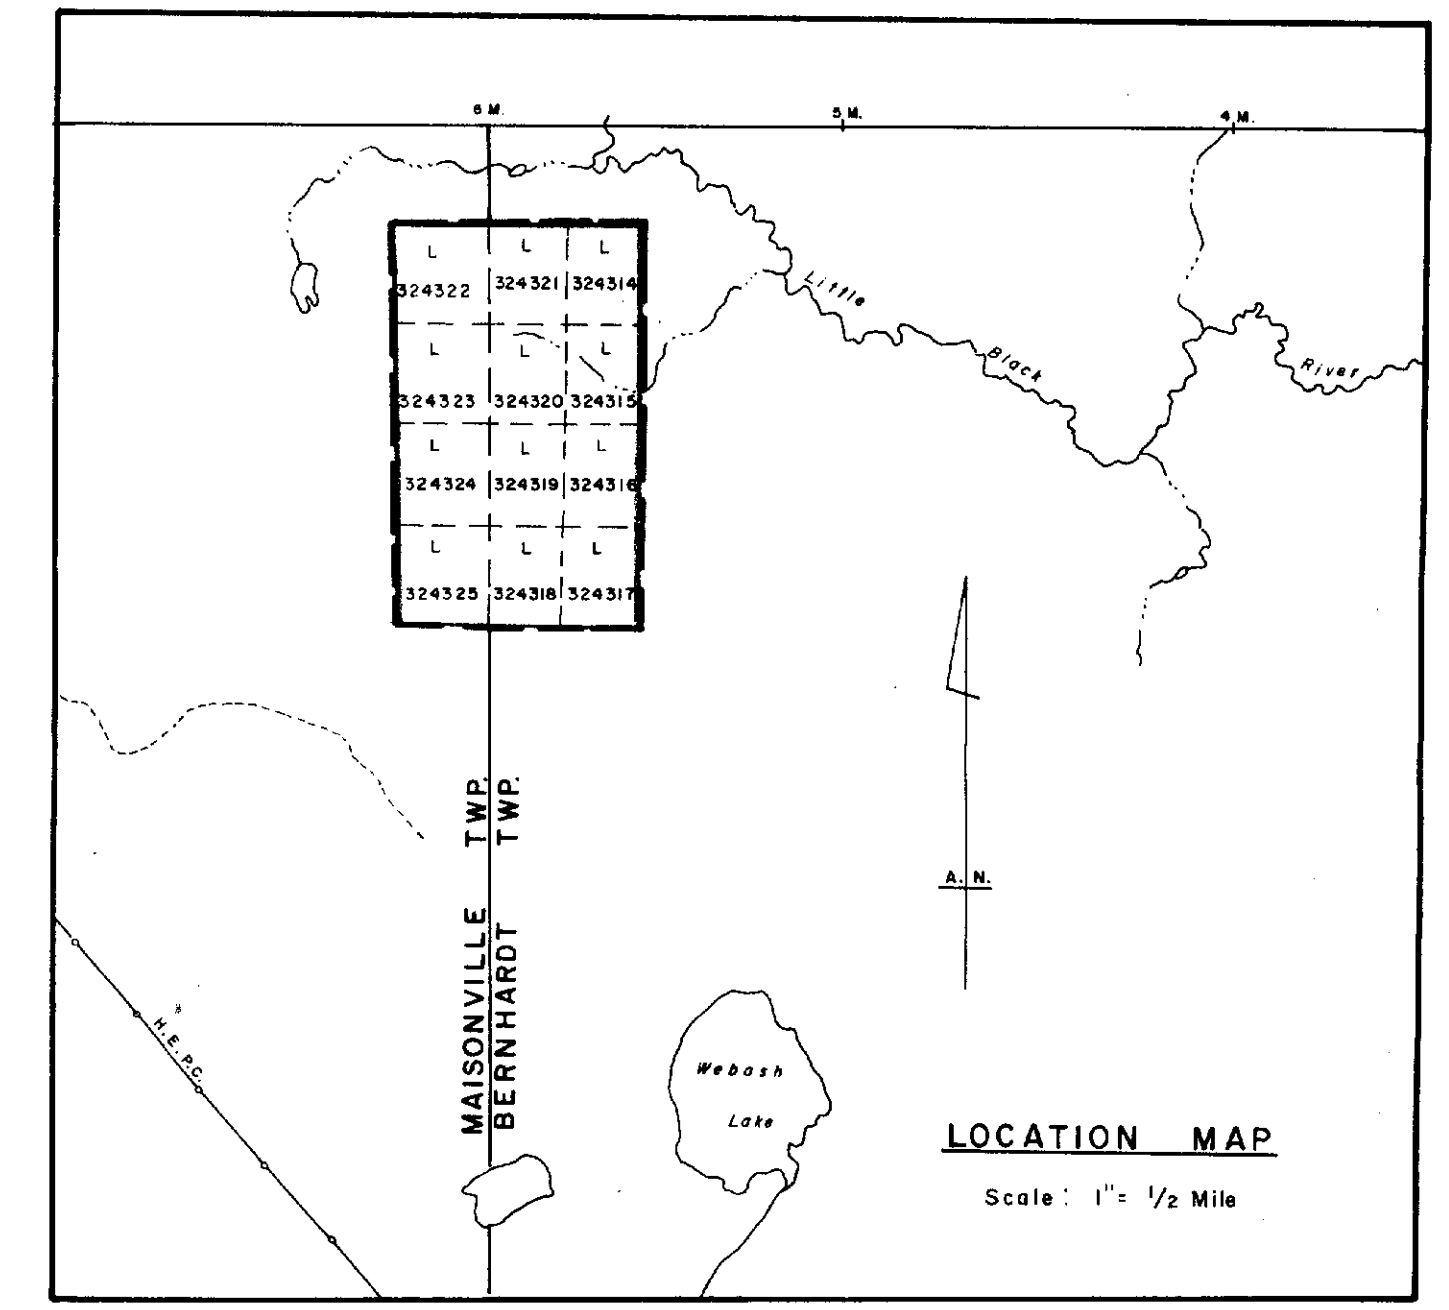 6 M. 5 M. 4 M.
L L L
324322 324321 324314
L L L
324323 324320 324315
L L L
324324 324319 324316
L L L
324325 324318 324317
Little Black River
MAISONVILLE TWP.
BERNHARDT TWP.
A. N.
H. E. P. C.
Webash
Lake
LOCATION MAP
Scale : 1" = 1/2 Mile